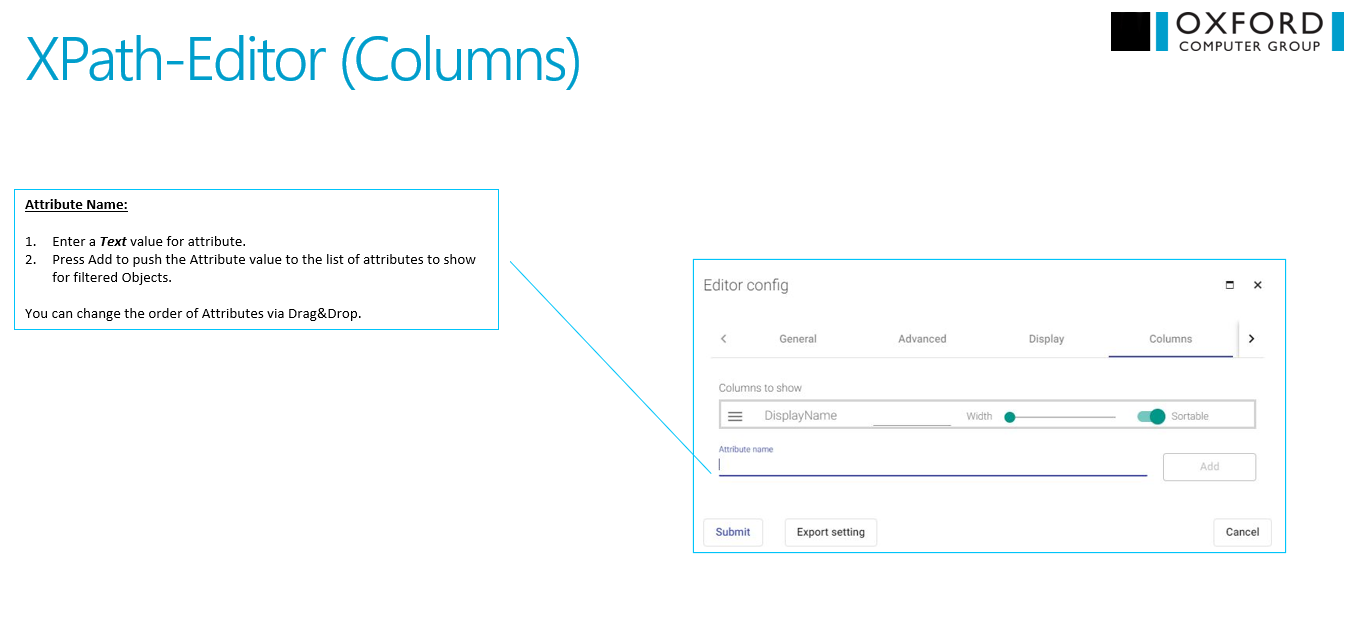 XPath-Editor (Columns)
OXFORD
COMPUTER GROUP
Attribute Name:
1. Enter a Text value for attribute.
2. Press Add to push the Attribute value to the list of attributes to show
for filtered Objects.
You can change the order of Attributes via Drag&Drop.
Editor config
General Advanced Display Columns
Columns to show
DisplayName Width Sortable
Attribute name
Add
Submit Export setting Cancel